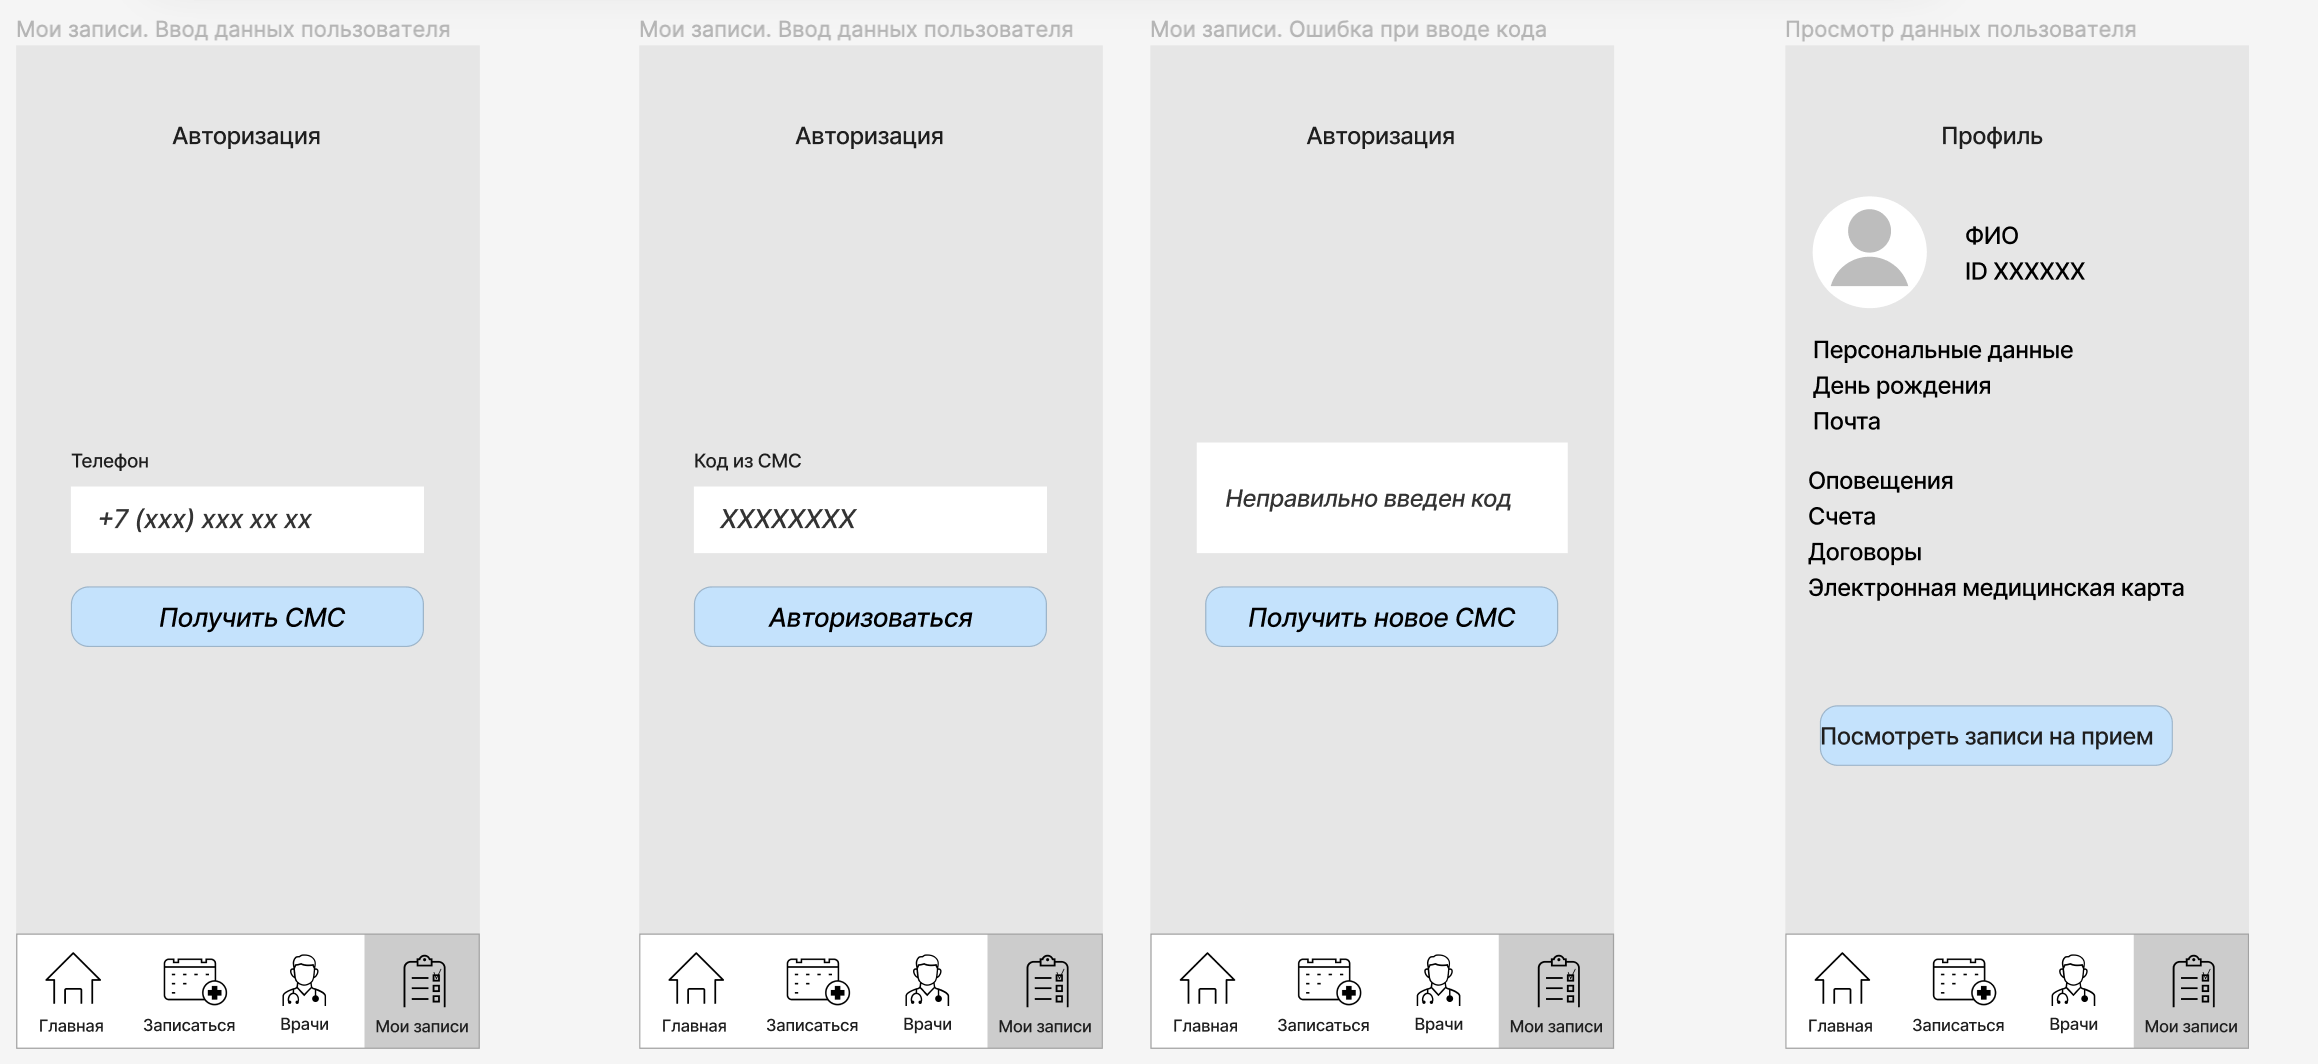 Мои записи. Ввод данных пользователя
Авторизация
Телефон
+7 (xxx) xxx xx xx
Получить СМС
Главная
Записаться
Врачи
Мои записи
Мои записи. Ввод данных пользователя
Авторизация
Код из СМС
XXXXXXXX
Авторизоваться
Главная
Записаться
Врачи
Мои записи
Мои записи. Ошибка при вводе кода
Авторизация
Неправильно введен код
Получить новое СМС
Главная
Записаться
Врачи
Мои записи
Просмотр данных пользователя
Профиль
ФИО
ID XXXXXX
Персональные данные
День рождения
Почта
Оповещения
Счета
Договоры
Электронная медицинская карта
Посмотреть записи на прием
Главная
Записаться
Врачи
Мои записи